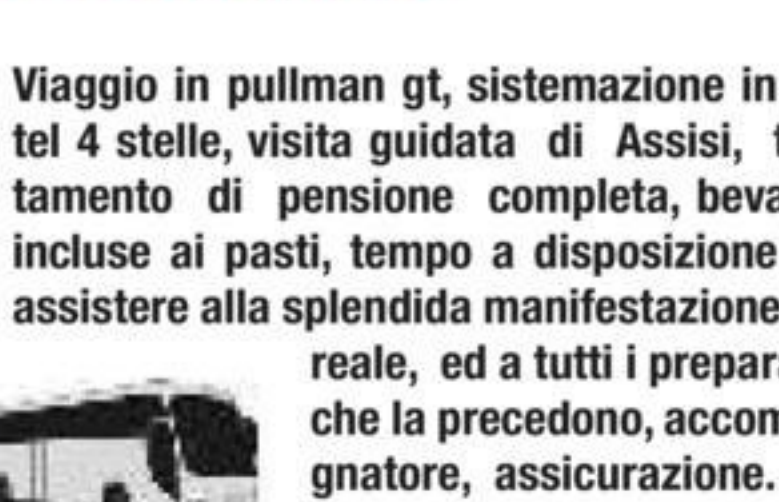 Viaggio in pullman gt, sistemazione in
tel 4 stelle, visita guidata di Assisi,
tamento di pensione completa, beva
incluse ai pasti, tempo a disposizione
assistere alla splendida manifestazione
reale, ed a tutti i prepara
che la precedono, accom
gnatore, assicurazione.